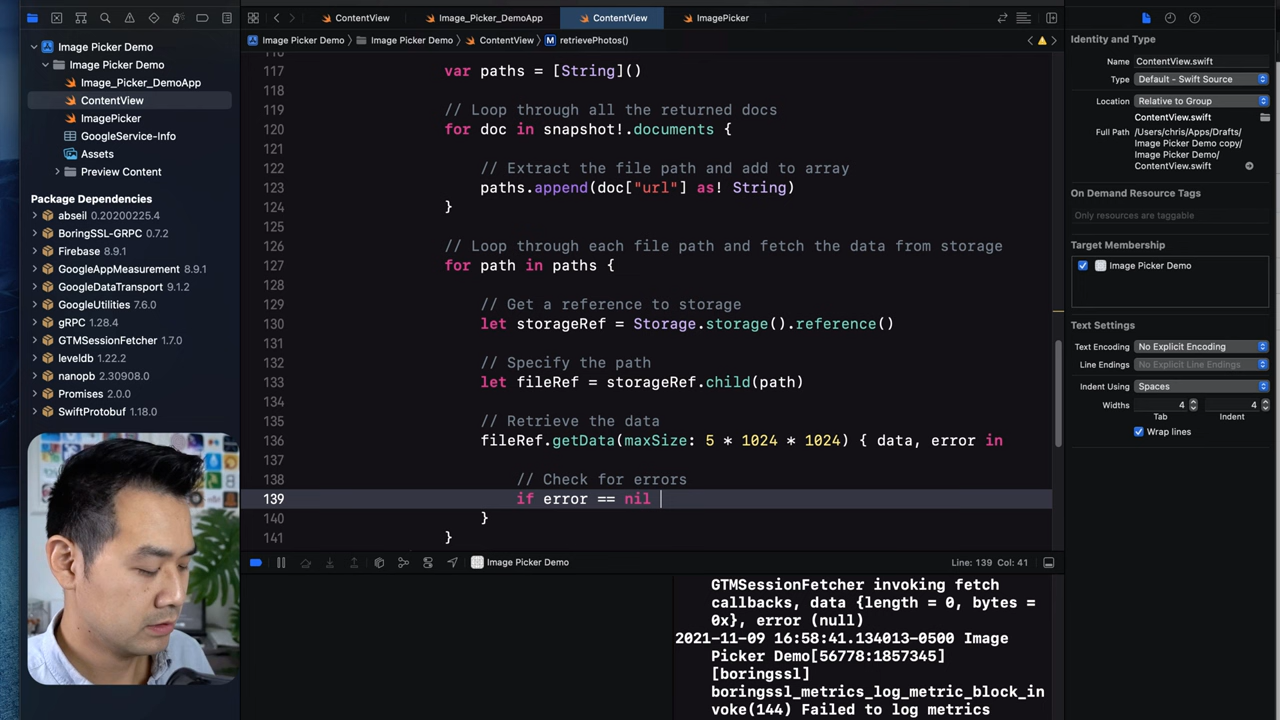 ContentView
Image_Picker_DemoApp
ContentView
ImagePicker
Image Picker Demo
Image Picker Demo
Image_Picker_DemoApp
ContentView
ImagePicker
GoogleService-Info
Assets
Preview Content
Package Dependencies
abseil 0.20200225.4
BoringSSL-GRPC 0.7.2
Firebase 8.9.1
GoogleAppMeasurement 8.9.1
GoogleDataTransport 9.1.2
GoogleUtilities 7.6.0
gRPC 1.28.4
GTMSessionFetcher 1.7.0
leveldb 1.22.2
nanopb 2.30908.0
Promises 2.0.0
SwiftProtobuf 1.18.0
Image Picker Demo
Image Picker Demo
ContentView
M
retrievePhotos()
117 var paths = [String]()
118
119 // Loop through all the returned docs
120 for doc in snapshot!.documents {
121
122 // Extract the file path and add to array
123 paths.append(doc["url"] as! String)
124 }
125
126 // Loop through each file path and fetch the data from storage
127 for path in paths {
128
129 // Get a reference to storage
130 let storageRef = Storage.storage().reference()
131
132 // Specify the path
133 let fileRef = storageRef.child(path)
134
135 // Retrieve the data
136 fileRef.getData(maxSize: 5 * 1024 * 1024) { data, error in
137
138 // Check for errors
139 if error == nil
140 }
141 }
Image Picker Demo
Line: 139 Col: 41
GTMSessionFetcher invoking fetch
callbacks, data {length = 0, bytes =
0x}, error (null)
2021-11-09 16:58:41.134013-0500 Image
Picker Demo[56778:1857345]
[boringssl]
boringssl_metrics_log_metric_block_in
voke(144) Failed to log metrics
Identity and Type
Name ContentView.swift
Type Default - Swift Source
Location Relative to Group
ContentView.swift
Full Path /Users/chris/Apps/Drafts/
Image Picker Demo copy/
Image Picker Demo/
ContentView.swift
On Demand Resource Tags
Only resources are taggable
Target Membership
Image Picker Demo
Text Settings
Text Encoding No Explicit Encoding
Line Endings No Explicit Line Endings
Indent Using Spaces
Widths 4 4
Tab Indent
Wrap lines